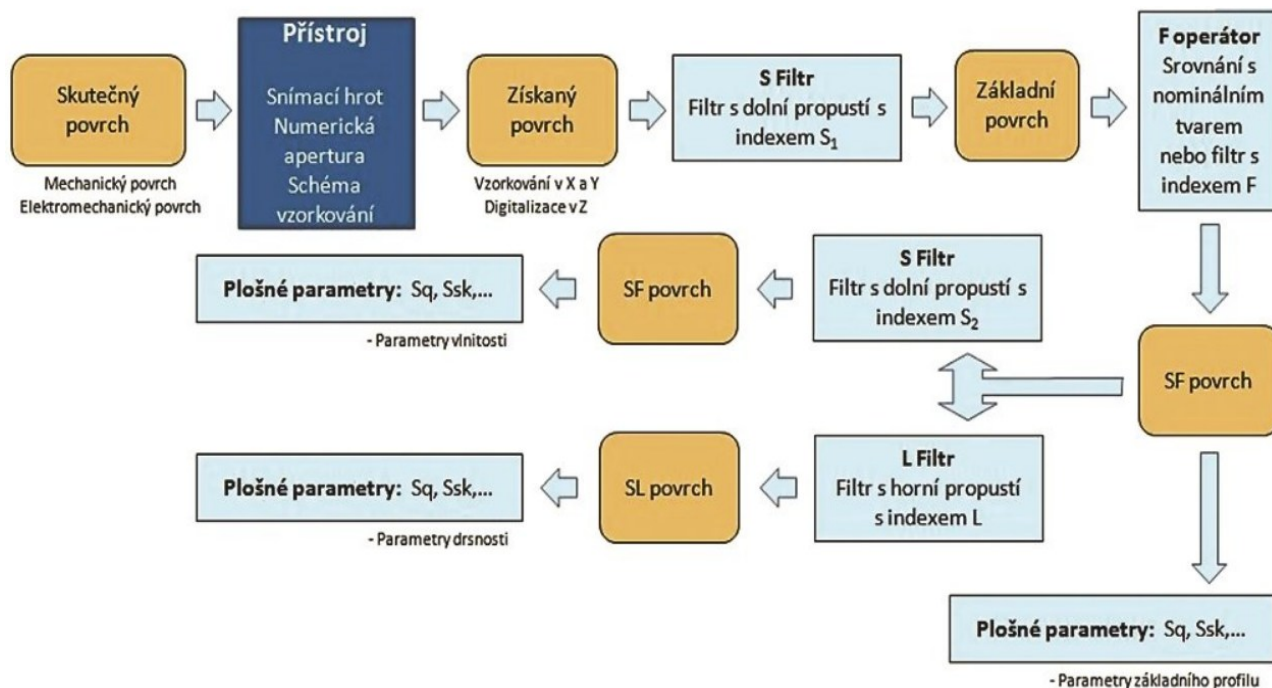 Skutečný
povrch
Mechanický povrch
Elektromechanický povrch
Přístroj
Snímací hrot
Numerická
apertura
Schéma
vzorkování
Získaný
povrch
Vzorkování v X a Y
Digitalizace v Z
S Filtr
Filtr s dolní propustí s
indexem S₁
Základní
povrch
F operátor
Srovnání s
nominálním
tvarem
nebo filtr s
indexem F
Plošné parametry: Sq, Ssk,...
- Parametry vlnitosti
SF povrch
S Filtr
Filtr s dolní propustí s
indexem S₂
SF povrch
Plošné parametry: Sq, Ssk,...
- Parametry drsnosti
SL povrch
L Filtr
Filtr s horní propustí
s indexem L
Plošné parametry: Sq, Ssk,...
- Parametry základního profilu